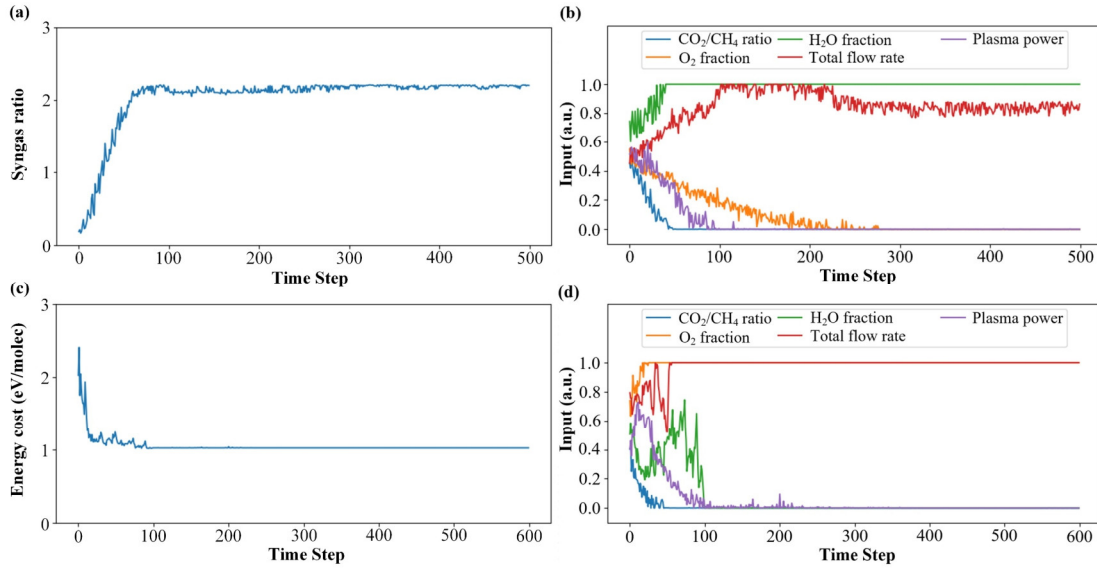 (a)
3
2
1
0
Syngas ratio
0 100 200 300 400 500
Time Step
(b)
CO₂/CH₄ ratio H₂O fraction Plasma power
O₂ fraction Total flow rate
1.0
0.8
0.6
0.4
0.2
0.0
Input (a.u.)
0 100 200 300 400 500
Time Step
(c)
3
2
1
0
Energy cost (eV/molec)
0 100 200 300 400 500 600
Time Step
(d)
CO₂/CH₄ ratio H₂O fraction Plasma power
O₂ fraction Total flow rate
1.0
0.8
0.6
0.4
0.2
0.0
Input (a.u.)
0 100 200 300 400 500 600
Time Step